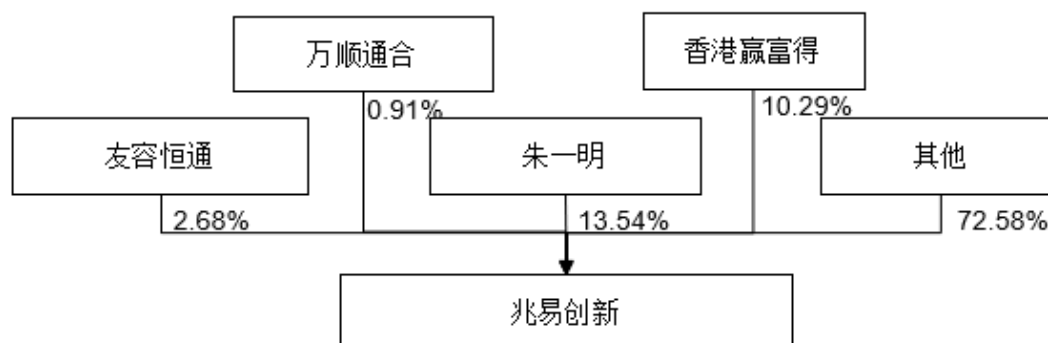 万顺通合
香港赢富得
0.91%
10.29%
友容恒通
朱一明
其他
2.68%
13.54%
72.58%
兆易创新